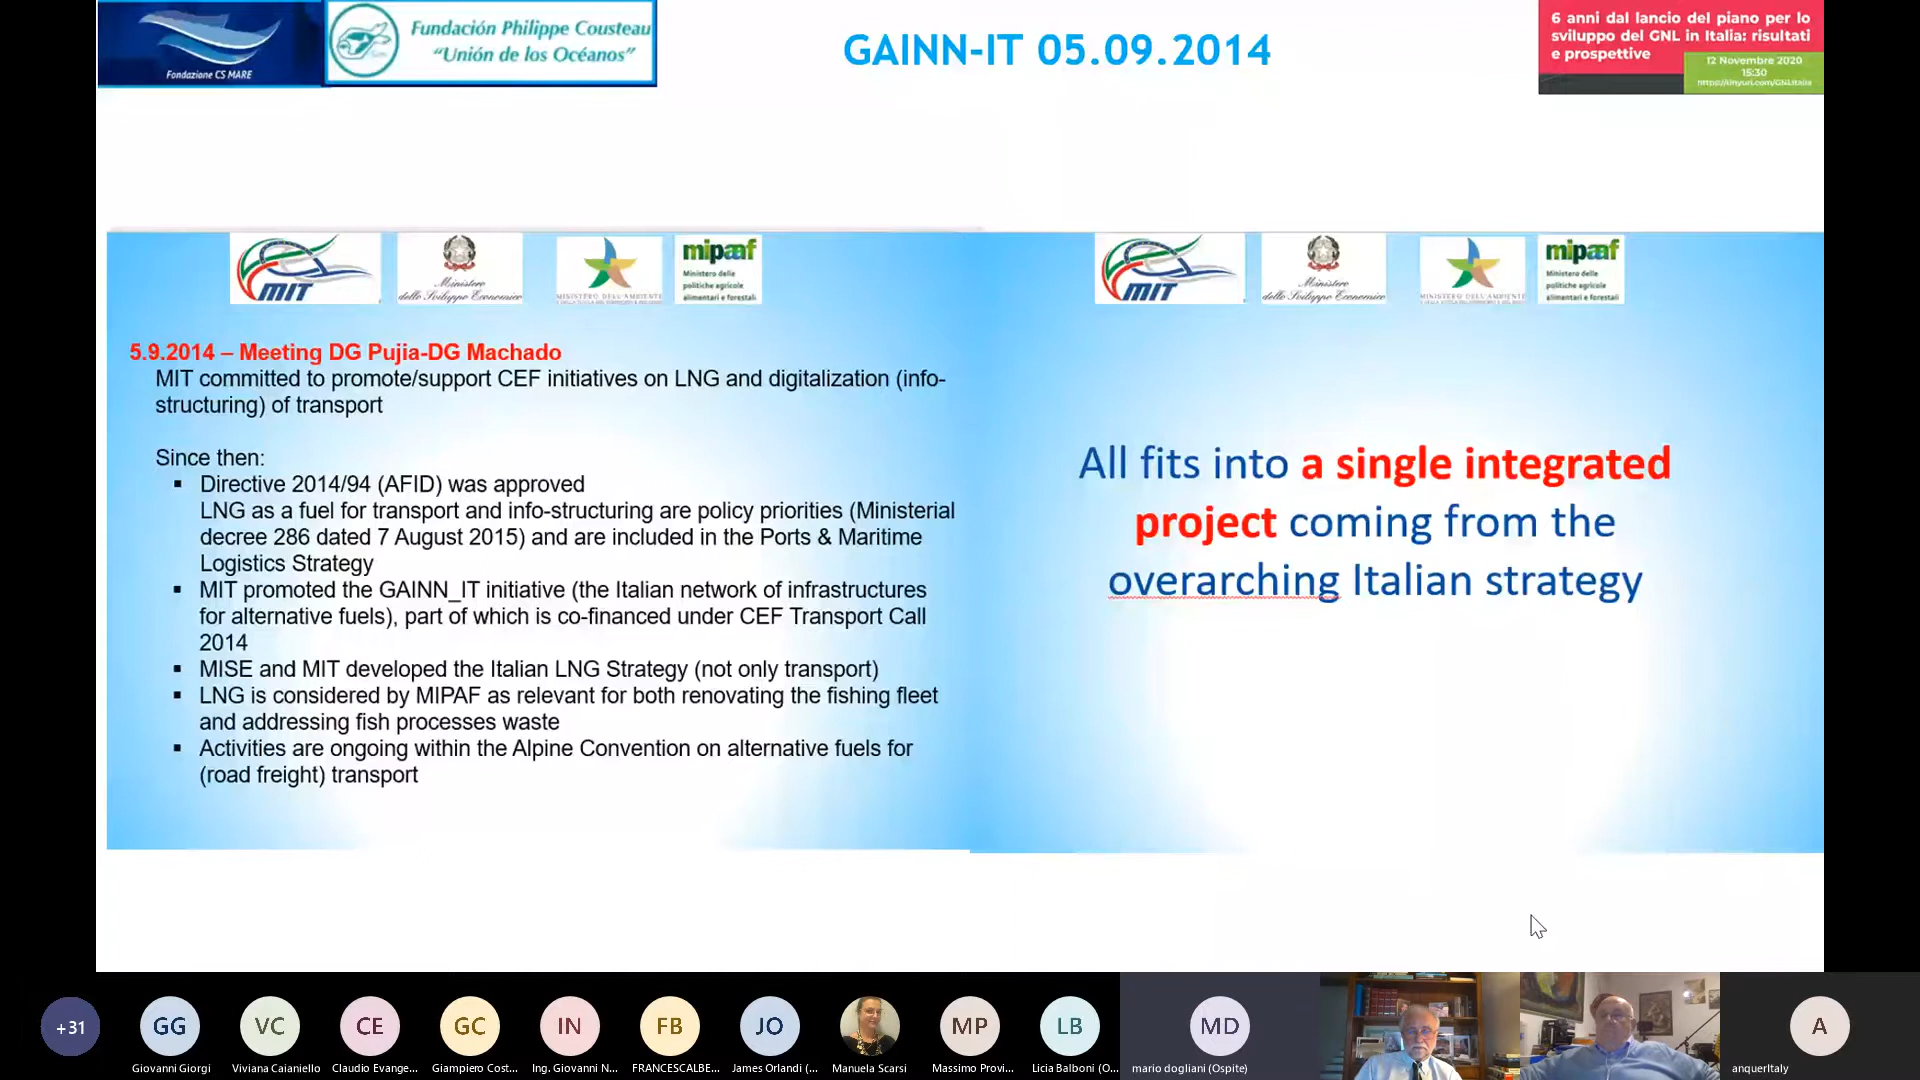 Fondazione CS MARE
Fundación Philippe Cousteau
“Unión de los Océanos”
GAINN-IT 05.09.2014
6 anni dal lancio del piano per lo
sviluppo del GNL in Italia: risultati
e prospettive
12 Novembre 2020
15:30
https://tinyurl.com/GNLItalia
MIT
Ministero
dello Sviluppo Economico
MINISTERO DELL'AMBIENTE
mipaaf
Ministero delle
politiche agricole
alimentari e forestali
MIT
Ministero
dello Sviluppo Economico
MINISTERO DELL'AMBIENTE
mipaaf
Ministero delle
politiche agricole
alimentari e forestali
5.9.2014 – Meeting DG Pujia-DG Machado
MIT committed to promote/support CEF initiatives on LNG and digitalization (info-
structuring) of transport
Since then:
▪ Directive 2014/94 (AFID) was approved
LNG as a fuel for transport and info-structuring are policy priorities (Ministerial
decree 286 dated 7 August 2015) and are included in the Ports & Maritime
Logistics Strategy
▪ MIT promoted the GAINN_IT initiative (the Italian network of infrastructures
for alternative fuels), part of which is co-financed under CEF Transport Call
2014
▪ MISE and MIT developed the Italian LNG Strategy (not only transport)
▪ LNG is considered by MIPAF as relevant for both renovating the fishing fleet
and addressing fish processes waste
▪ Activities are ongoing within the Alpine Convention on alternative fuels for
(road freight) transport
All fits into a single integrated
project coming from the
overarching Italian strategy
+31
GG
VC
CE
GC
IN
FB
JO
MP
LB
MD
A
Giovanni Giorgi
Viviana Caianiello
Claudio Evange...
Giampiero Cost...
Ing. Giovanni N...
FRANCESCALBE...
James Orlandi (...
Manuela Scarsi
Massimo Provi...
Licia Balboni (O...
mario dogliani (Ospite)
anquerItaly